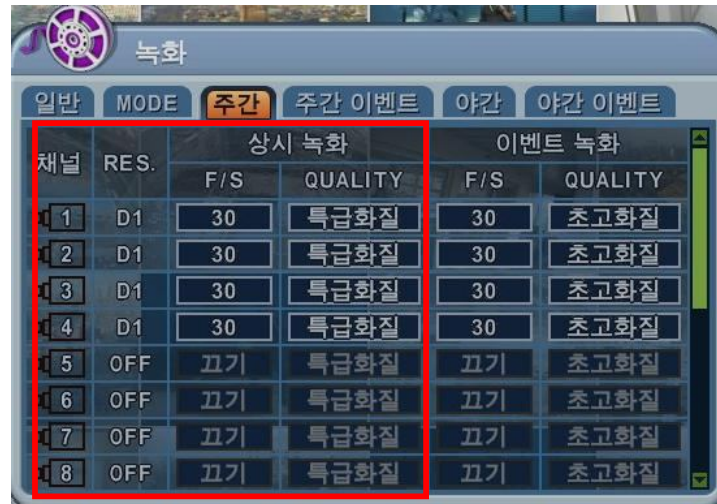 녹화
일반 MODE 주간 주간 이벤트 야간 야간 이벤트
채널 RES. 상시 녹화 이벤트 녹화
F/S QUALITY F/S QUALITY
1 D1 30 특급화질 30 초고화질
2 D1 30 특급화질 30 초고화질
3 D1 30 특급화질 30 초고화질
4 D1 30 특급화질 30 초고화질
5 OFF 끄기 특급화질 끄기 초고화질
6 OFF 끄기 특급화질 끄기 초고화질
7 OFF 끄기 특급화질 끄기 초고화질
8 OFF 끄기 특급화질 끄기 초고화질